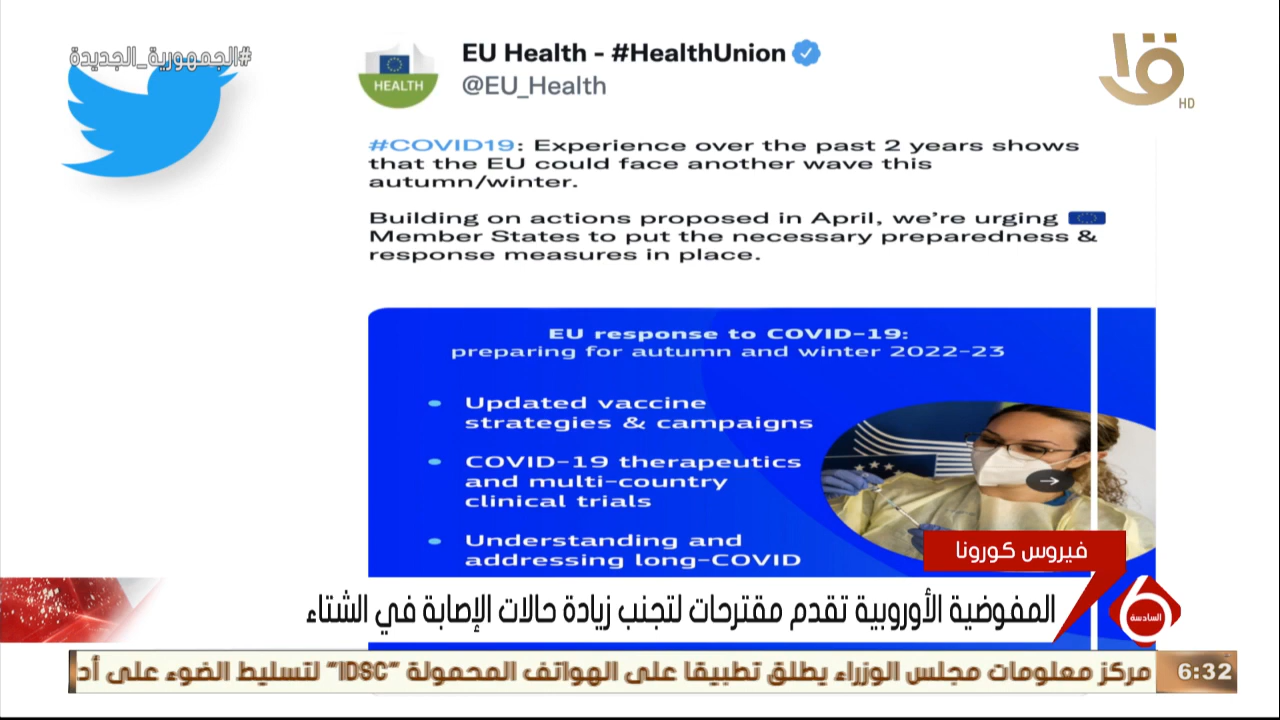 #الجمهورية_الجديدة
EU Health - #HealthUnion
@EU_Health
HEALTH
١٥
HD
#COVID19: Experience over the past 2 years shows
that the EU could face another wave this
autumn/winter.
Building on actions proposed in April, we're urging
Member States to put the necessary preparedness &
response measures in place.
EU response to COVID-19:
preparing for autumn and winter 2022-23
• Updated vaccine
strategies & campaigns
• COVID-19 therapeutics
and multi-country
clinical trials
• Understanding and
addressing long-COVID
فيروس كورونا
المفوضية الأوروبية تقدم مقترحات لتجنب زيادة حالات الإصابة في الشتاء
6
السادسة
مركز معلومات مجلس الوزراء يطلق تطبيقا على الهواتف المحمولة "IDSC" لتسليط الضوء على أد
6:32